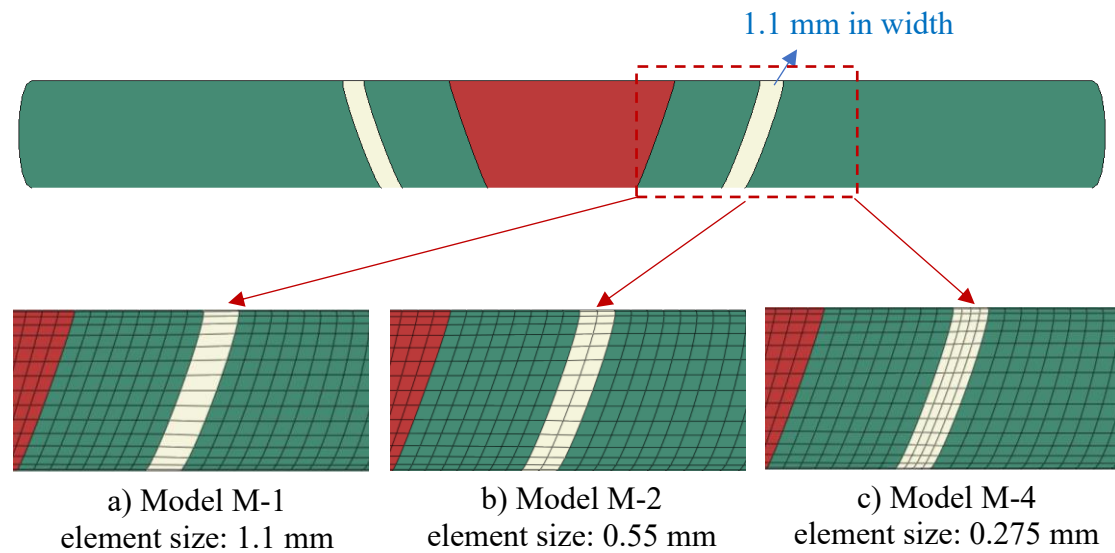 1.1 mm in width
a) Model M-1
element size: 1.1 mm
b) Model M-2
element size: 0.55 mm
c) Model M-4
element size: 0.275 mm